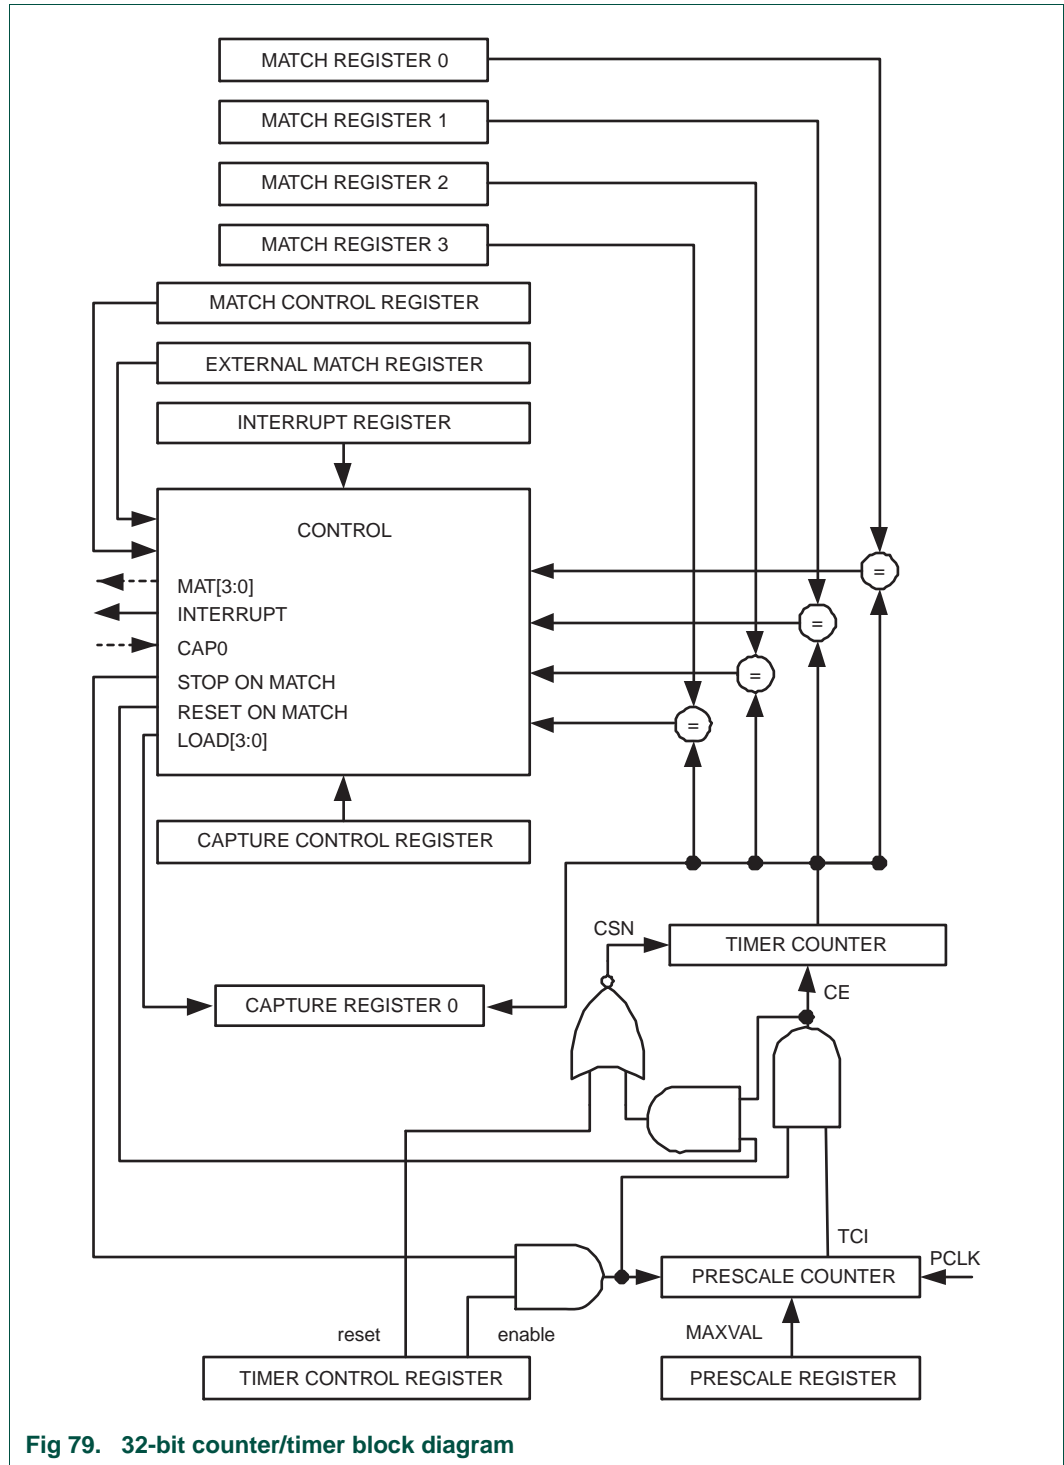 MATCH REGISTER 0
MATCH REGISTER 1
MATCH REGISTER 2
MATCH REGISTER 3
MATCH CONTROL REGISTER
EXTERNAL MATCH REGISTER
INTERRUPT REGISTER
CONTROL
MAT[3:0]
INTERRUPT
CAP0
STOP ON MATCH
RESET ON MATCH
LOAD[3:0]
=
=
=
=
CAPTURE CONTROL REGISTER
CSN
TIMER COUNTER
CE
CAPTURE REGISTER 0
TCI
PCLK
PRESCALE COUNTER
reset
enable
MAXVAL
TIMER CONTROL REGISTER
PRESCALE REGISTER
Fig 79. 32-bit counter/timer block diagram